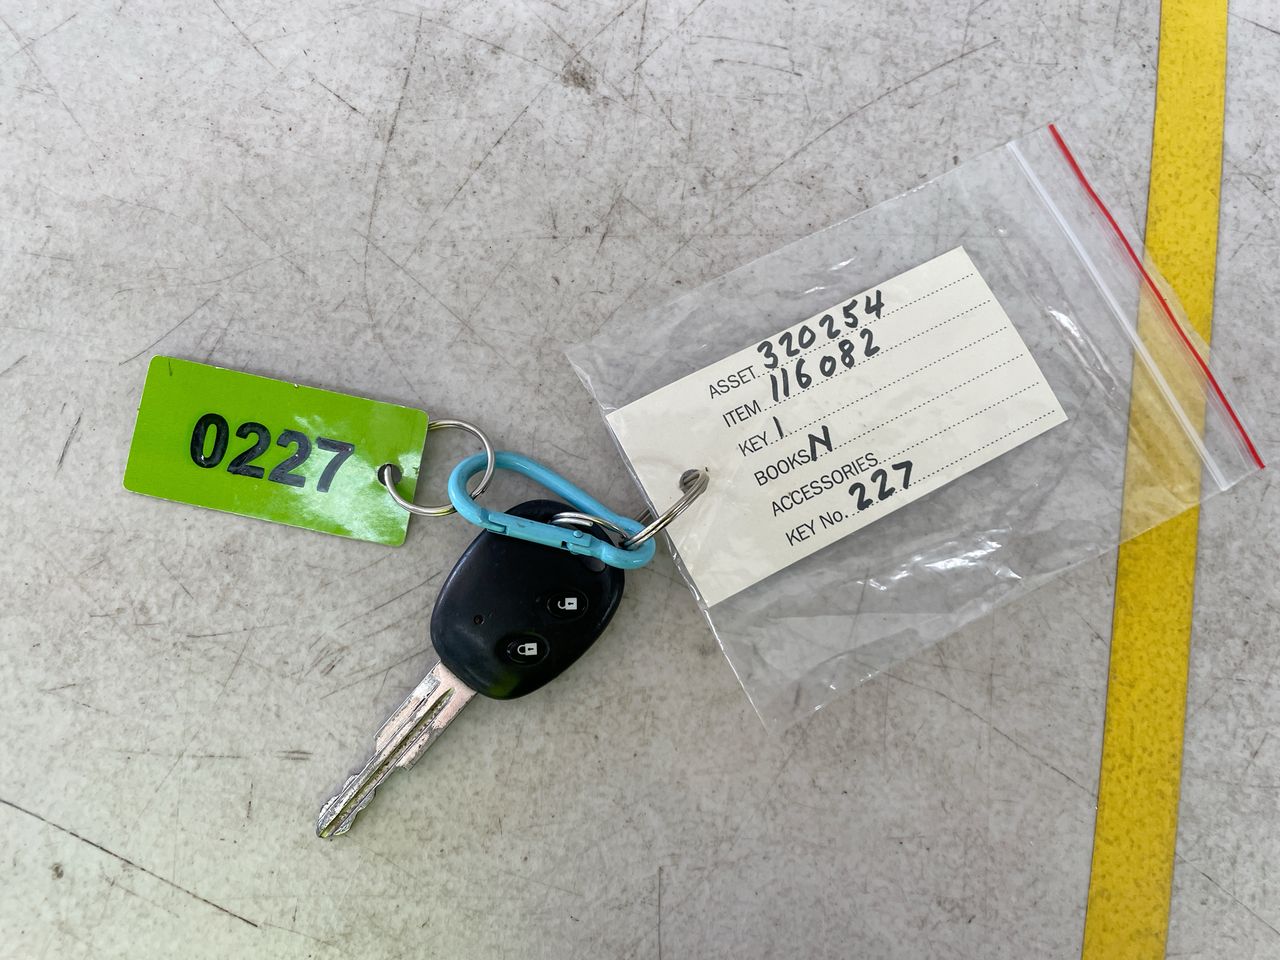 0227
ASSET 320254
ITEM 116082
KEY 1
BOOKS N
ACCESSORIES
KEY No. 227